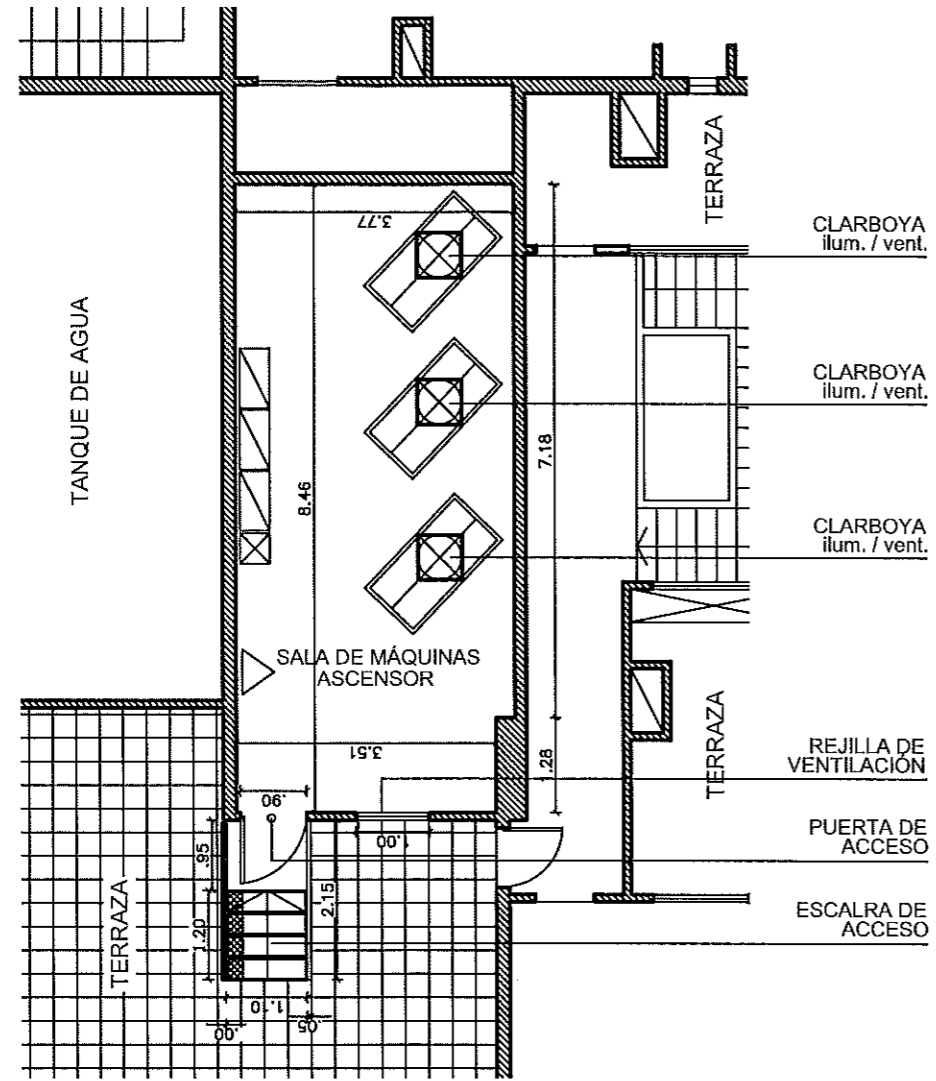 TERRAZA
CLARBOYA
ilum. / vent.
3.77
TANQUE DE AGUA
CLARBOYA
ilum. / vent.
7.18
8.46
CLARBOYA
ilum. / vent.
SALA DE MÁQUINAS
ASCENSOR
TERRAZA
REJILLA DE
VENTILACIÓN
3.51
1.28
.90
1.00
PUERTA DE
ACCESO
.95
2.15
TERRAZA
1.20
ESCALRA DE
ACCESO
1.10
.05
.00